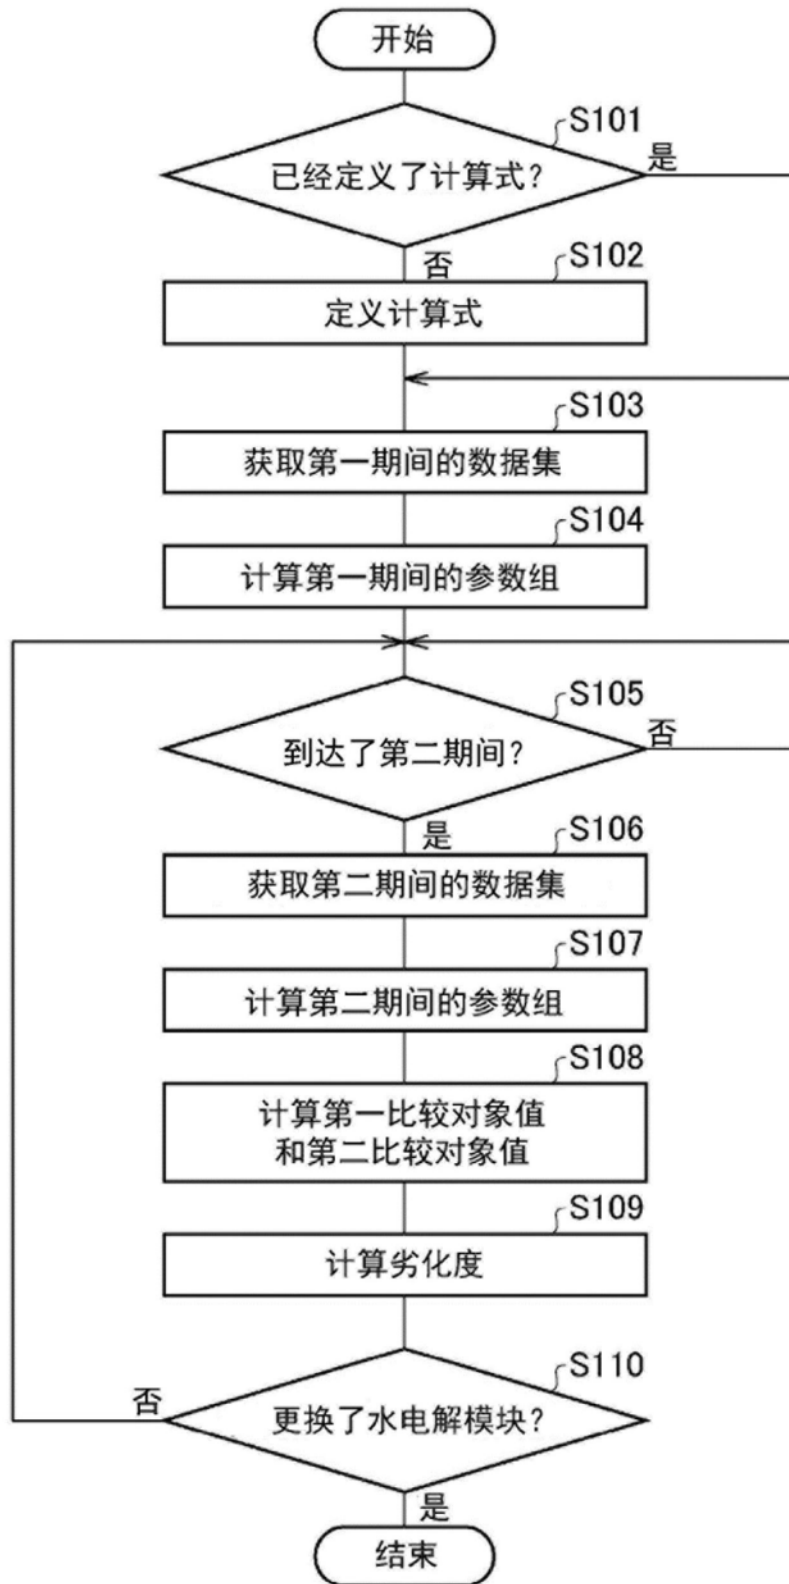 开始
S101
已经定义了计算式?
是
否
S102
定义计算式
S103
获取第一期间的数据集
S104
计算第一期间的参数组
S105
到达了第二期间?
否
是
S106
获取第二期间的数据集
S107
计算第二期间的参数组
S108
计算第一比较对象值
和第二比较对象值
S109
计算劣化度
S110
否
更换了水电解模块?
是
结束